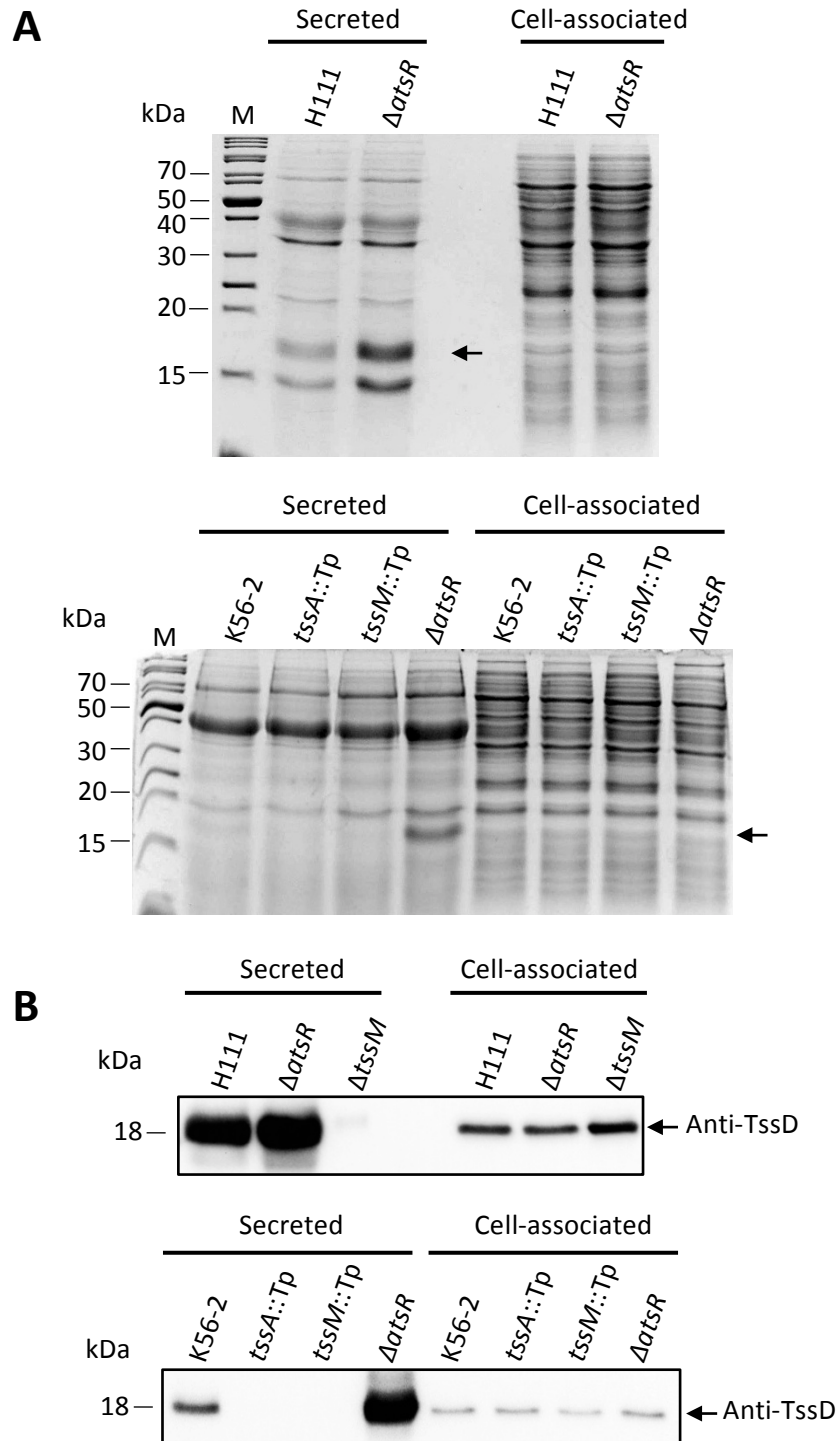 A
Secreted Cell-associated
kDa M H111 ΔatsR H111 ΔatsR
70
50
40
30
20
15
Secreted Cell-associated
kDa M K56-2 tssA::Tp tssM::Tp ΔatsR K56-2 tssA::Tp tssM::Tp ΔatsR
70
50
30
20
15
B
Secreted Cell-associated
kDa H111 ΔatsR ΔtssM H111 ΔatsR ΔtssM
18 Anti-TssD
Secreted Cell-associated
kDa K56-2 tssA::Tp tssM::Tp ΔatsR K56-2 tssA::Tp tssM::Tp ΔatsR
18 Anti-TssD